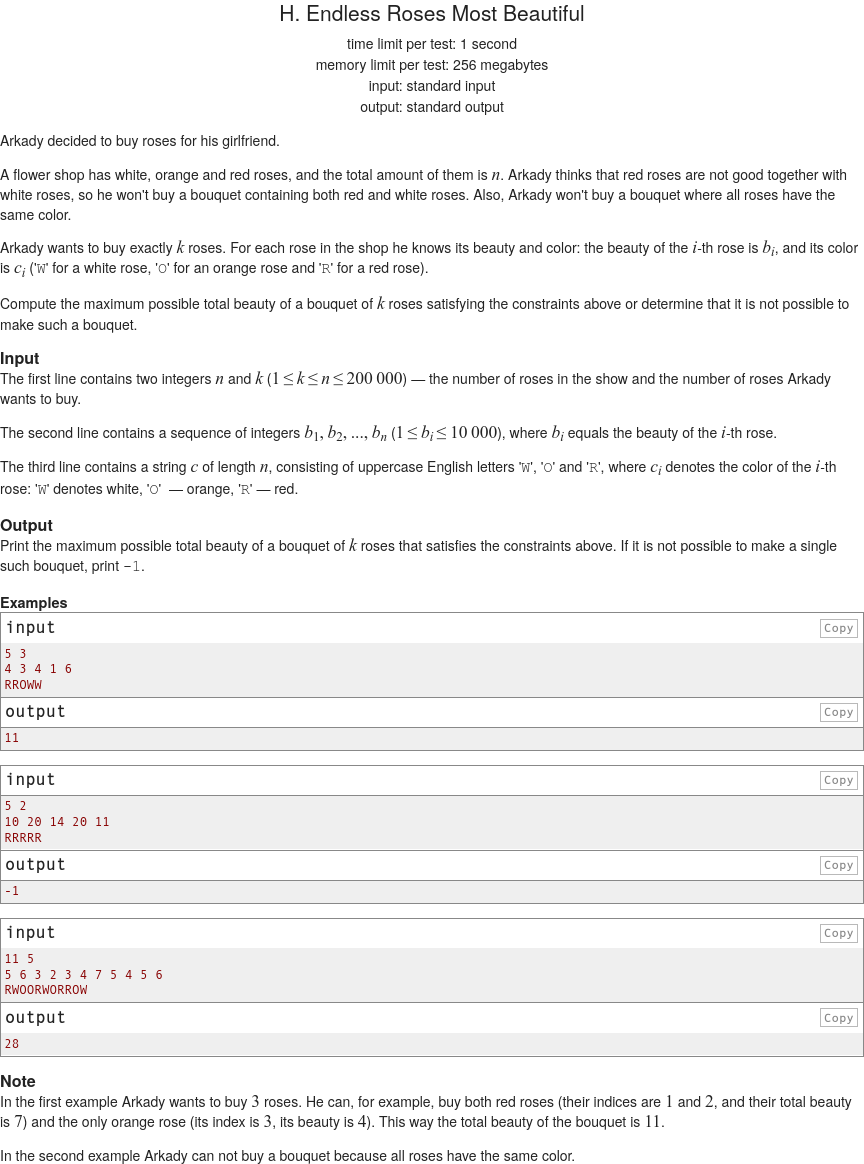 H. Endless Roses Most Beautiful
time limit per test: 1 second
memory limit per test: 256 megabytes
input: standard input
output: standard output
Arkady decided to buy roses for his girlfriend.
A flower shop has white, orange and red roses, and the total amount of them is n. Arkady thinks that red roses are not good together with
white roses, so he won't buy a bouquet containing both red and white roses. Also, Arkady won't buy a bouquet where all roses have the
same color.
Arkady wants to buy exactly k roses. For each rose in the shop he knows its beauty and color: the beauty of the i-th rose is b_i, and its color
is c_i ('W' for a white rose, 'O' for an orange rose and 'R' for a red rose).
Compute the maximum possible total beauty of a bouquet of k roses satisfying the constraints above or determine that it is not possible to
make such a bouquet.
Input
The first line contains two integers n and k (1 ≤ k ≤ n ≤ 200 000) — the number of roses in the show and the number of roses Arkady
wants to buy.
The second line contains a sequence of integers b_1, b_2, ..., b_n (1 ≤ b_i ≤ 10 000), where b_i equals the beauty of the i-th rose.
The third line contains a string c of length n, consisting of uppercase English letters 'W', 'O' and 'R', where c_i denotes the color of the i-th
rose: 'W' denotes white, 'O' — orange, 'R' — red.
Output
Print the maximum possible total beauty of a bouquet of k roses that satisfies the constraints above. If it is not possible to make a single
such bouquet, print -1.
Examples
input Copy
5 3
4 3 4 1 6
RROWW
output Copy
11
input Copy
5 2
10 20 14 20 11
RRRRR
output Copy
-1
input Copy
11 5
5 6 3 2 3 4 7 5 4 5 6
RWOORWORROW
output Copy
28
Note
In the first example Arkady wants to buy 3 roses. He can, for example, buy both red roses (their indices are 1 and 2, and their total beauty
is 7) and the only orange rose (its index is 3, its beauty is 4). This way the total beauty of the bouquet is 11.
In the second example Arkady can not buy a bouquet because all roses have the same color.